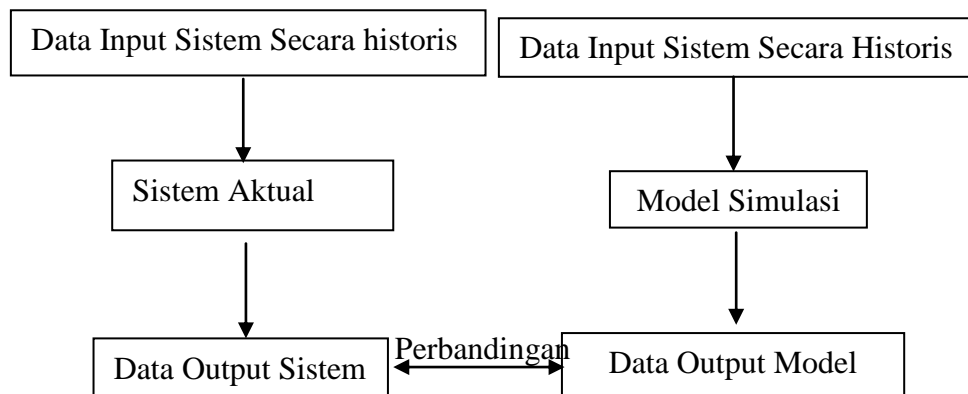 Data Input Sistem Secara historis
Data Input Sistem Secara Historis
Sistem Aktual
Model Simulasi
Perbandingan
Data Output Sistem
Data Output Model